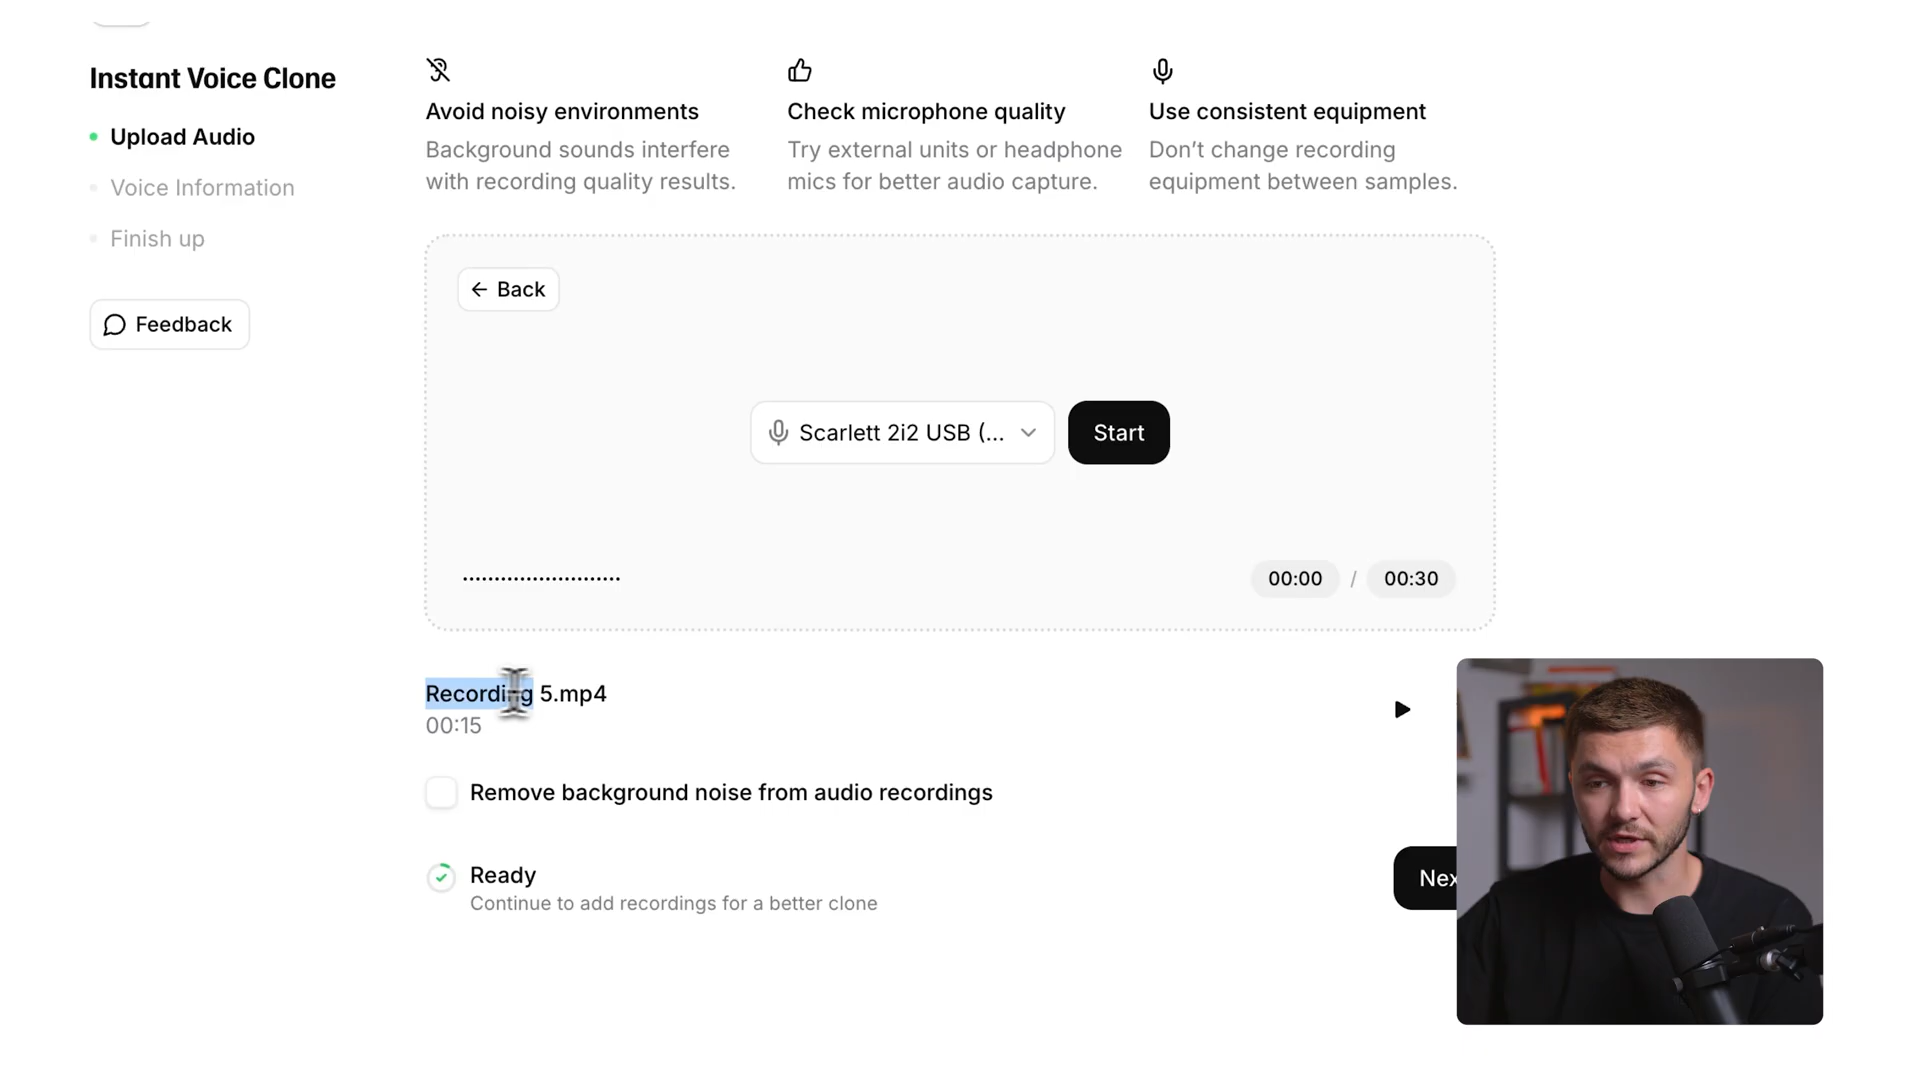 Instant Voice Clone
Upload Audio
Voice Information
Finish up
Feedback
Avoid noisy environments
Background sounds interfere
with recording quality results.
Check microphone quality
Try external units or headphone
mics for better audio capture.
Use consistent equipment
Don’t change recording
equipment between samples.
Back
Scarlett 2i2 USB (...
Start
00:00 / 00:30
Recording 5.mp4
00:15
Remove background noise from audio recordings
Ready
Continue to add recordings for a better clone
Nex